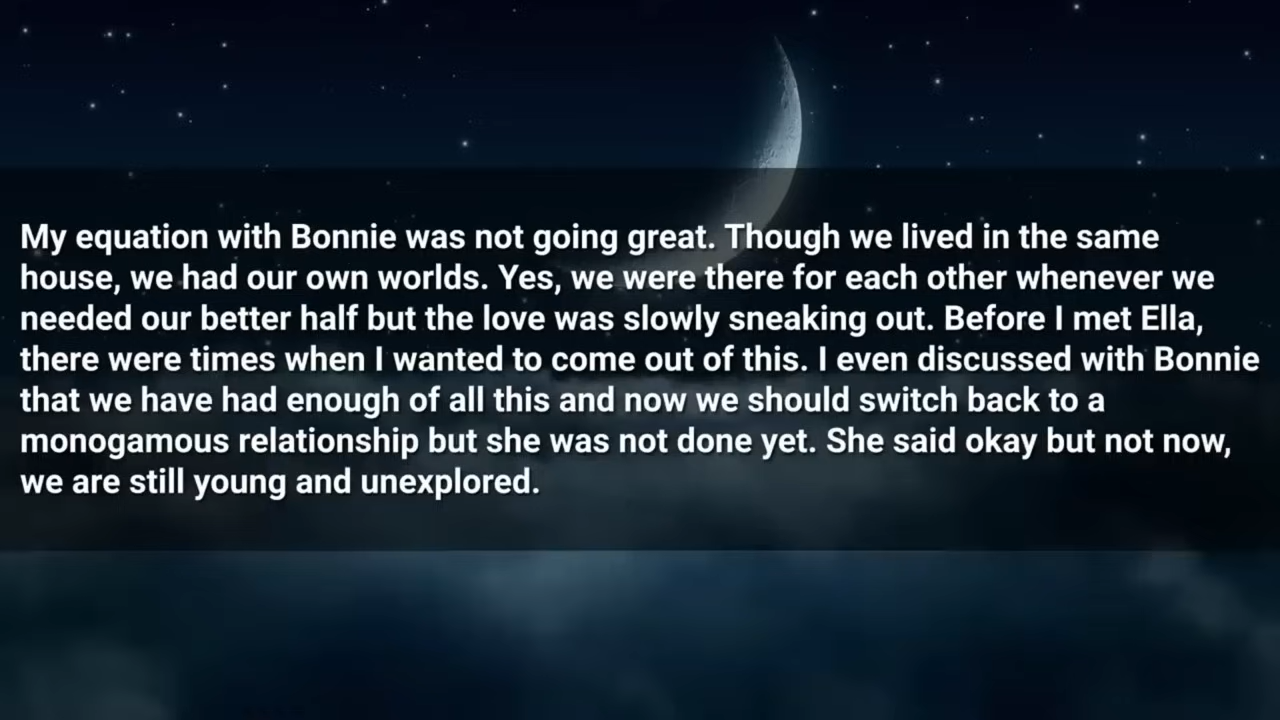 My equation with Bonnie was not going great. Though we lived in the same
house, we had our own worlds. Yes, we were there for each other whenever we
needed our better half but the love was slowly sneaking out. Before I met Ella,
there were times when I wanted to come out of this. I even discussed with Bonnie
that we have had enough of all this and now we should switch back to a
monogamous relationship but she was not done yet. She said okay but not now,
we are still young and unexplored.